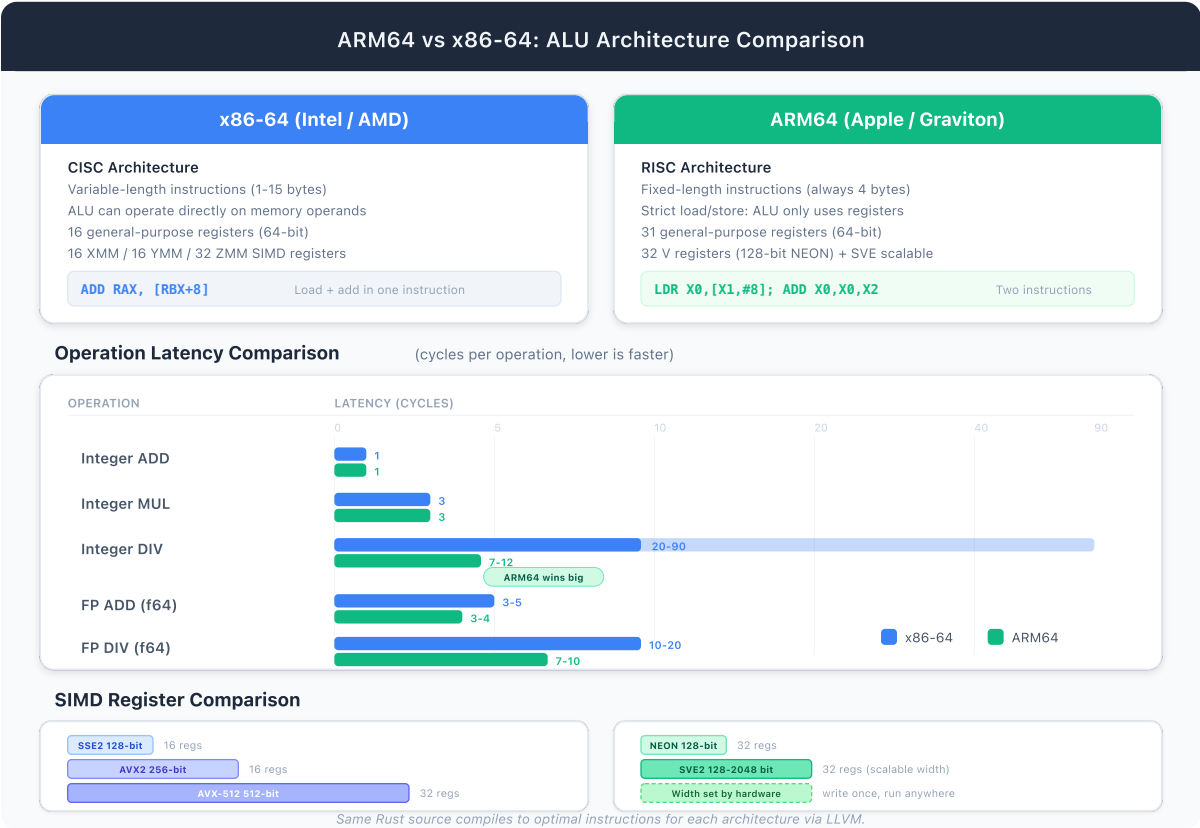 ARM64 vs x86-64: ALU Architecture Comparison
x86-64 (Intel / AMD)
CISC Architecture
Variable-length instructions (1-15 bytes)
ALU can operate directly on memory operands
16 general-purpose registers (64-bit)
16 XMM / 16 YMM / 32 ZMM SIMD registers
ADD RAX, [RBX+8] Load + add in one instruction
ARM64 (Apple / Graviton)
RISC Architecture
Fixed-length instructions (always 4 bytes)
Strict load/store: ALU only uses registers
31 general-purpose registers (64-bit)
32 V registers (128-bit NEON) + SVE scalable
LDR X0,[X1,#8]; ADD X0,X0,X2 Two instructions
Operation Latency Comparison (cycles per operation, lower is faster)
OPERATION LATENCY (CYCLES)
0 5 10 20 40 90
Integer ADD 1
1
Integer MUL 3
3
Integer DIV 20-90
7-12
ARM64 wins big
FP ADD (f64) 3-5
3-4
FP DIV (f64) 10-20
7-10
x86-64 ARM64
SIMD Register Comparison
SSE2 128-bit 16 regs
AVX2 256-bit 16 regs
AVX-512 512-bit 32 regs
NEON 128-bit 32 regs
SVE2 128-2048 bit 32 regs (scalable width)
Width set by hardware write once, run anywhere
Same Rust source compiles to optimal instructions for each architecture via LLVM.